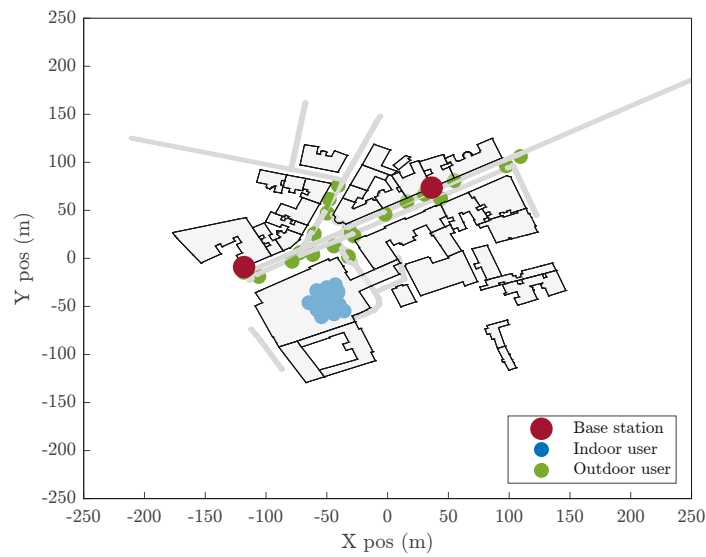 250
200
150
100
50
0
-50
-100
-150
-200
-250
Y pos (m)
-250 -200 -150 -100 -50 0 50 100 150 200 250
X pos (m)
Base station
Indoor user
Outdoor user